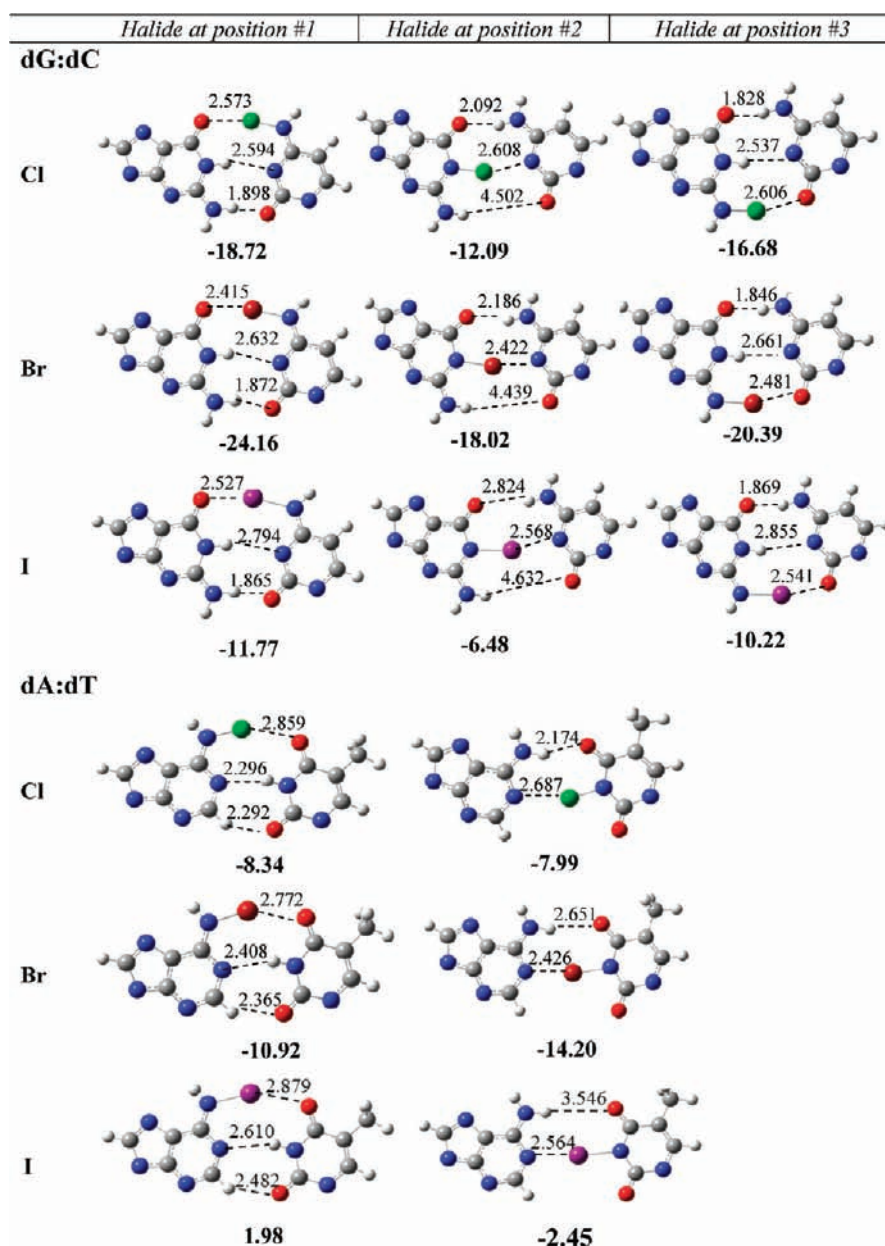 Halide at position #1 Halide at position #2 Halide at position #3
dG:dC
Cl
2.573 2.594 1.898
2.092 2.608 4.502
1.828 2.537 2.606
-18.72 -12.09 -16.68
Br
2.415 2.632 1.872
2.186 2.422 4.439
1.846 2.661 2.481
-24.16 -18.02 -20.39
I
2.527 2.794 1.865
2.824 2.568 4.632
1.869 2.855 2.541
-11.77 -6.48 -10.22
dA:dT
Cl
2.859 2.296 2.292
2.174 2.687
-8.34 -7.99
Br
2.772 2.408 2.365
2.651 2.426
-10.92 -14.20
I
2.879 2.610 2.482
3.546 2.564
1.98 -2.45